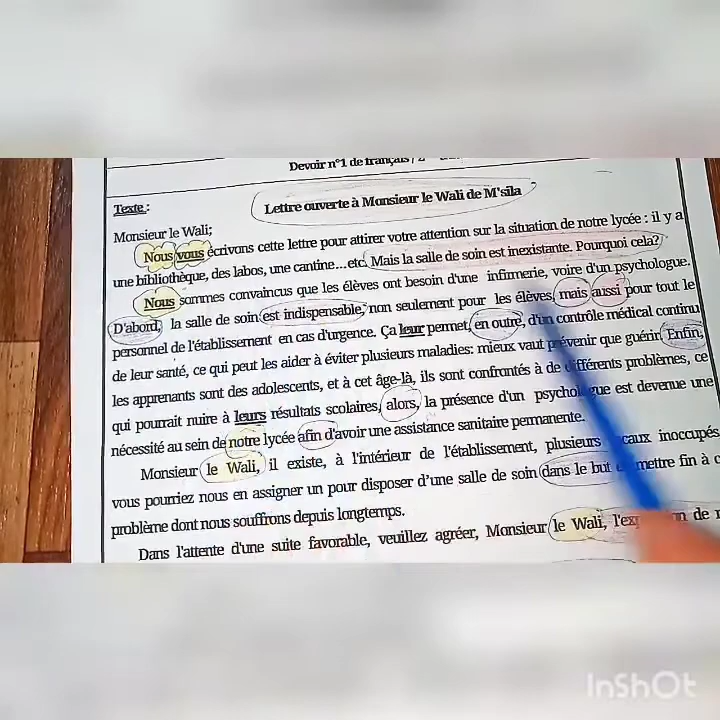 Devoir n°1 de français / 2
Texte :
Lettre ouverte à Monsieur le Wali de M'sila
Monsieur le Wali;
Nous vous écrivons cette lettre pour attirer votre attention sur la situation de notre lycée : il y a
une bibliothèque, des labos, une cantine…etc. Mais la salle de soin est inexistante. Pourquoi cela?
Nous sommes convaincus que les élèves ont besoin d'une infirmerie, voire d'un psychologue.
D'abord, la salle de soin est indispensable, non seulement pour les élèves, mais aussi pour tout le
personnel de l'établissement en cas d'urgence. Ça leur permet, en outre, d'un contrôle médical continu
de leur santé, ce qui peut les aider à éviter plusieurs maladies: mieux vaut prévenir que guérir. Enfin,
les apprenants sont des adolescents, et à cet âge-là, ils sont confrontés à de différents problèmes, ce
qui pourrait nuire à leurs résultats scolaires, alors, la présence d'un psychologue est devenue une
nécessité au sein de notre lycée afin d'avoir une assistance sanitaire permanente.
Monsieur le Wali, il existe, à l'intérieur de l'établissement, plusieurs locaux inoccupés
vous pourriez nous en assigner un pour disposer d'une salle de soin dans le but mettre fin à
problème dont nous souffrons depuis longtemps.
Dans l'attente d'une suite favorable, veuillez agréer, Monsieur le Wali, de
InShOt